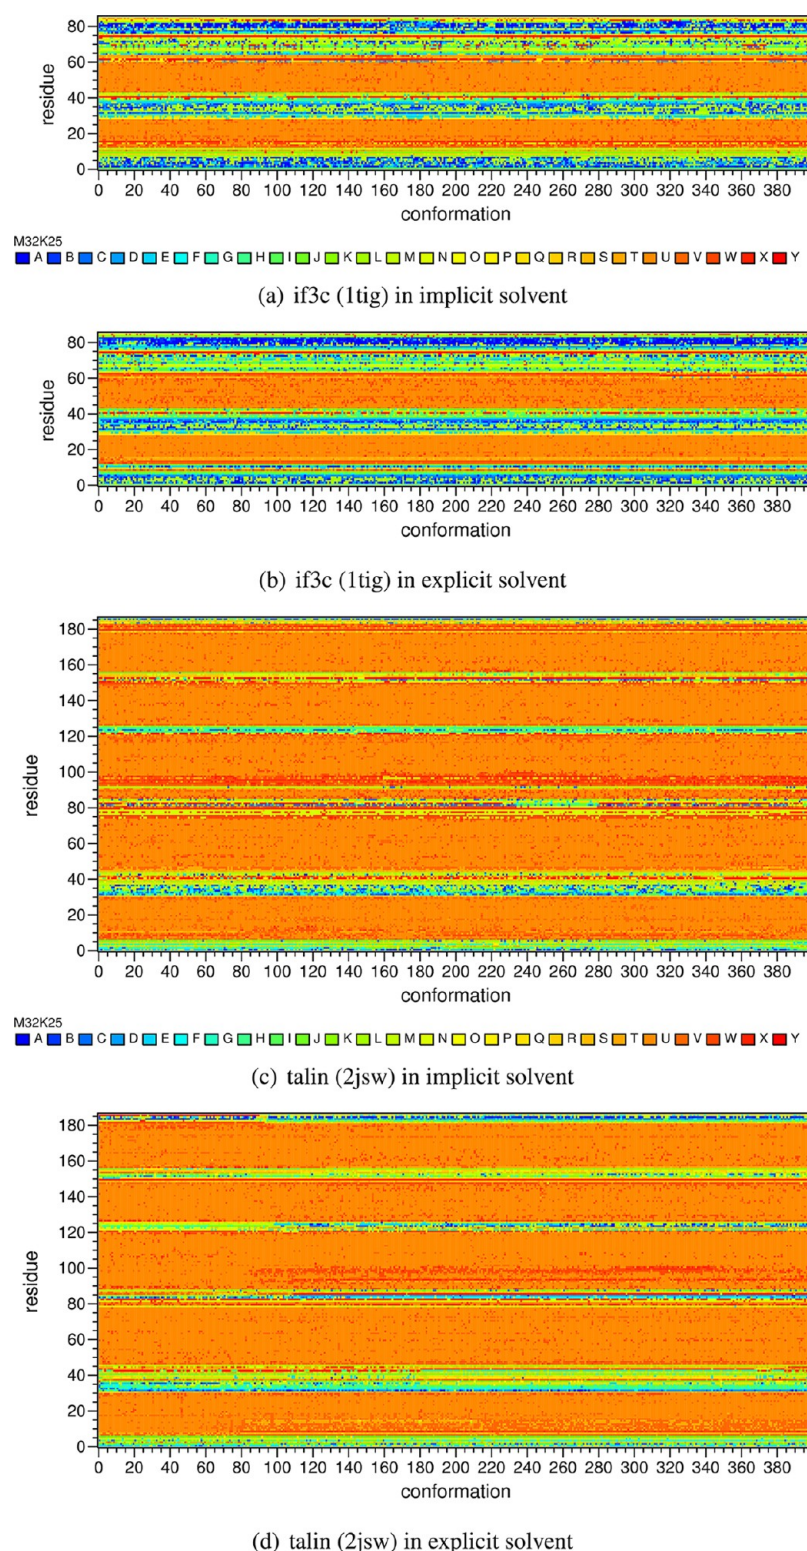 80
60
40
20
0
residue
0 20 40 60 80 100 120 140 160 180 200 220 240 260 280 300 320 340 360 380
conformation
M32K25
A B C D E F G H I J K L M N O P Q R S T U V W X Y
(a) if3c (1tig) in implicit solvent
80
60
40
20
0
residue
0 20 40 60 80 100 120 140 160 180 200 220 240 260 280 300 320 340 360 380
conformation
(b) if3c (1tig) in explicit solvent
180
160
140
120
100
80
60
40
20
0
residue
0 20 40 60 80 100 120 140 160 180 200 220 240 260 280 300 320 340 360 380
conformation
M32K25
A B C D E F G H I J K L M N O P Q R S T U V W X Y
(c) talin (2jsw) in implicit solvent
180
160
140
120
100
80
60
40
20
0
residue
0 20 40 60 80 100 120 140 160 180 200 220 240 260 280 300 320 340 360 380
conformation
(d) talin (2jsw) in explicit solvent